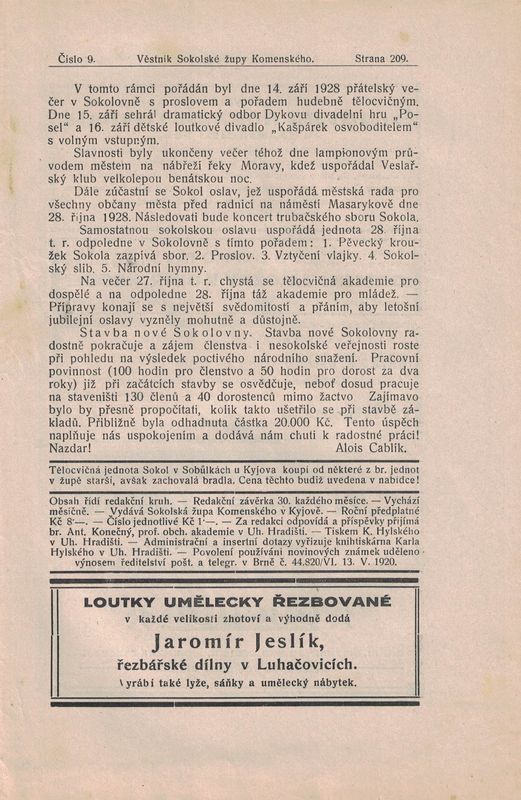 Číslo 9. Věstník Sokolské župy Komenského. Strana 209.
V tomto rámci pořádán byl dne 14. září 1928 přátelský ve-
čer v Sokolovně s proslovem a pořadem hudebně tělocvičným.
Dne 15. září sehrál dramatický odbor Dykovu divadelní hru „Po-
sel" a 16. září dětské loutkové divadlo „Kašpárek osvoboditelem"
s volným vstupným.
Slavnosti byly ukončeny večer téhož dne lampionovým prů-
vodem městem na nábřeží řeky Moravy, kdež uspořádal Veslař-
ský klub velkolepou benátskou noc.
Dále zúčastní se Sokol oslav, jež uspořádá městská rada pro
všechny občany města před radnicí na náměstí Masarykově dne
28. října 1928. Následovati bude koncert trubačského sboru Sokola.
Samostatnou sokolskou oslavu uspořádá jednota 28. října
t. r. odpoledne v Sokolovně s tímto pořadem: 1. Pěvecký krou-
žek Sokola zazpívá sbor. 2. Proslov. 3. Vztyčení vlajky. 4. Sokol-
ský slib. 5. Národní hymny.
Na večer 27. října t. r. chystá se tělocvičná akademie pro
dospělé a na odpoledne 28. října táž akademie pro mládež. —
Přípravy konají se s největší svědomitostí a přáním, aby letošní
jubilejní oslavy vyzněly mohutně a důstojně.
Stavba nové Sokolovny. Stavba nové Sokolovny ra-
dostně pokračuje a zájem členstva i nesokolské veřejnosti roste
při pohledu na výsledek poctivého národního snažení. Pracovní
povinnost (100 hodin pro členstvo a 50 hodin pro dorost za dva
roky) již při začátcích stavby se osvědčuje, neboť dosud pracuje
na staveništi 130 členů a 40 dorostenců mimo žactvo Zajímavo
bylo by přesně propočítati, kolik takto ušetřilo se při stavbě zá-
kladů. Přibližně byla odhadnuta částka 20.000 Kč. Tento úspěch
naplňuje nás uspokojením a dodává nám chuti k radostné práci!
Nazdar! Alois Cablík.
Tělocvičná jednota Sokol v Sobůlkách u Kyjova koupí od některé z br. jednot
v župě starší, avšak zachovalá bradla. Cena těchto budiž uvedena v nabídce!
Obsah řídí redakční kruh. — Redakční závěrka 30. každého měsíce. — Vychází
měsíčně. — Vydává Sokolská župa Komenského v Kyjově. — Roční předplatné
Kč 8·—. — Číslo jednotlivé Kč 1·—. — Za redakci odpovídá a příspěvky přijímá
br. Ant. Konečný, prof. obch. akademie v Uh. Hradišti. — Tiskem K. Hylského
v Uh. Hradišti. — Administrační a insertní dotazy vyřizuje knihtiskárna Karla
Hylského v Uh. Hradišti. — Povolení používání novinových známek uděleno
výnosem ředitelství pošt. a telegr. v Brně č. 44.820/VI. 13. V. 1920.
LOUTKY UMĚLECKY ŘEZBOVANÉ
v každé velikosti zhotoví a výhodně dodá
Jaromír Jeslík,
řezbářské dílny v Luhačovicích.
Vyrábí také lyže, sáňky a umělecký nábytek.